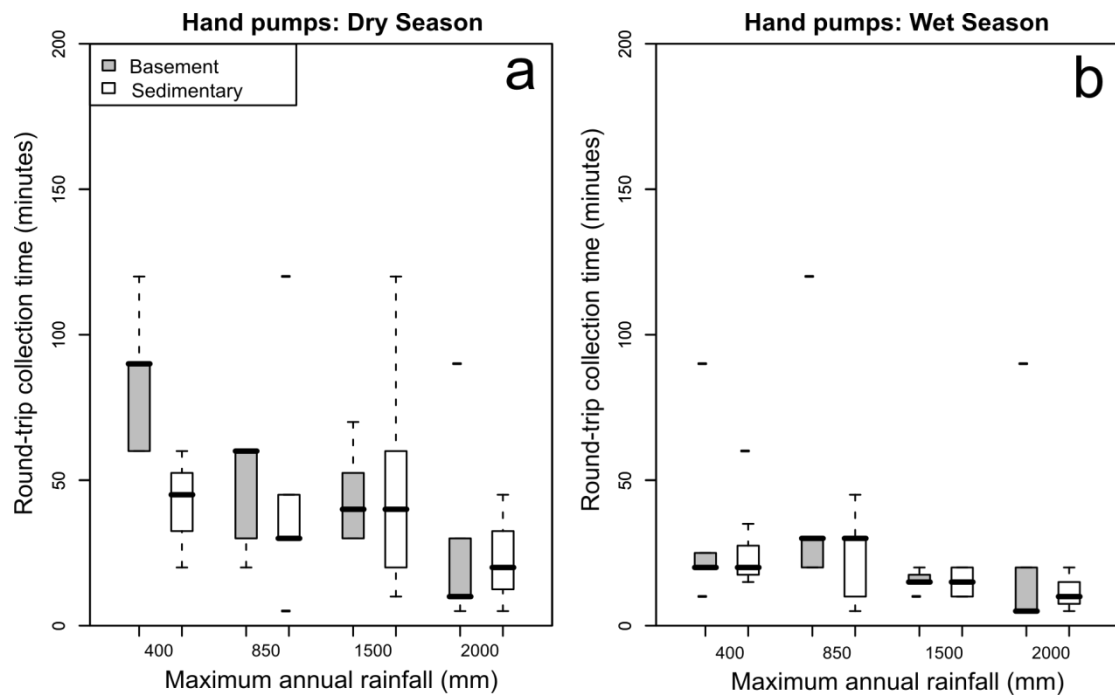 Hand pumps: Dry Season
a
Basement
Sedimentary
Round-trip collection time (minutes)
200
150
100
50
0
400 850 1500 2000
Maximum annual rainfall (mm)
Hand pumps: Wet Season
b
Round-trip collection time (minutes)
200
150
100
50
0
400 850 1500 2000
Maximum annual rainfall (mm)